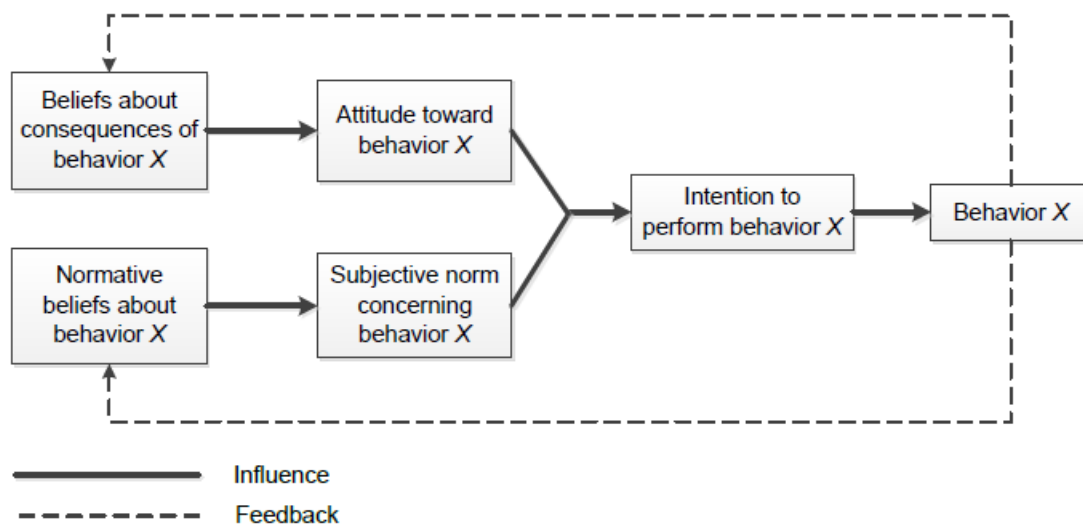 Beliefs about
consequences of
behavior X
Attitude toward
behavior X
Intention to
perform behavior X
Behavior X
Normative
beliefs about
behavior X
Subjective norm
concerning
behavior X
Influence
Feedback